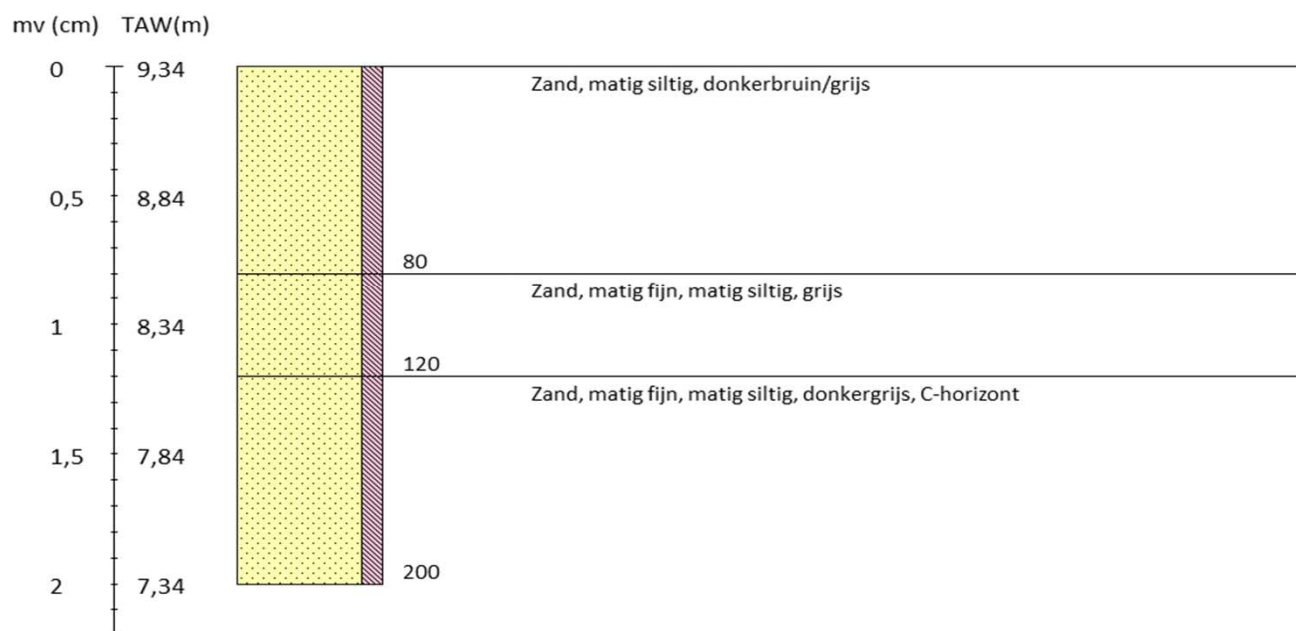 mv (cm) TAW(m)
0 9,34
Zand, matig siltig, donkerbruin/grijs
0,5 8,84
80
Zand, matig fijn, matig siltig, grijs
1 8,34
120
Zand, matig fijn, matig siltig, donkergrijs, C-horizont
1,5 7,84
200
2 7,34